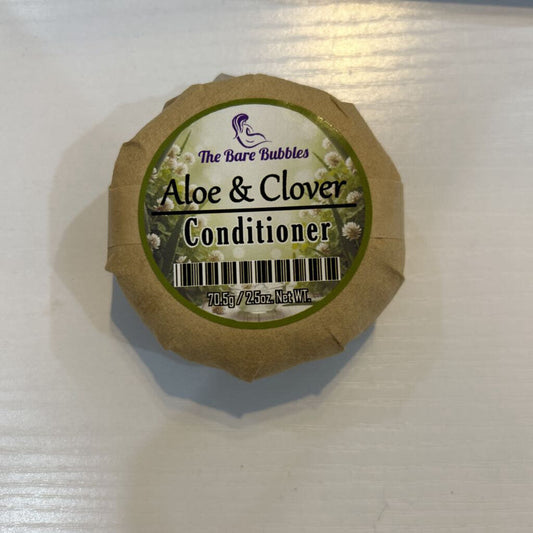 The Bare Bubbles
Aloe & Clover
Conditioner
70.5g / 2.5oz. Net WT.